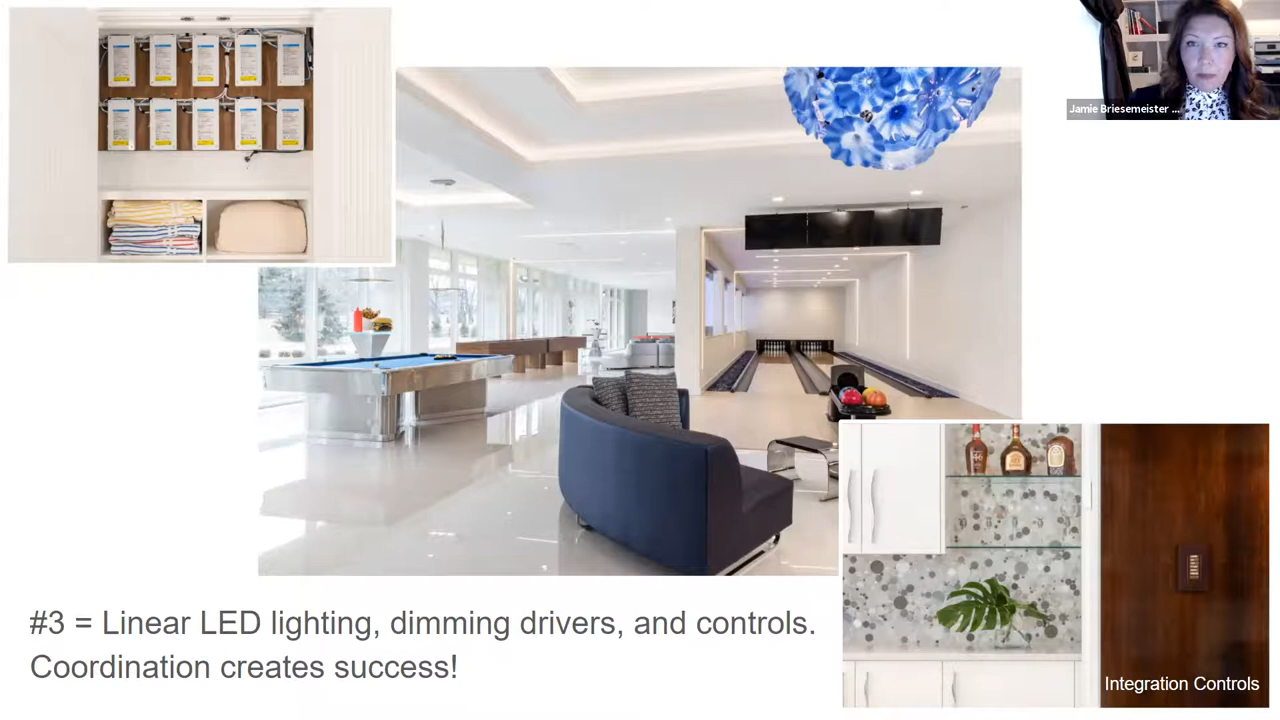 Jamie Briesemeister ...
#3 = Linear LED lighting, dimming drivers, and controls.
Coordination creates success!
Integration Controls